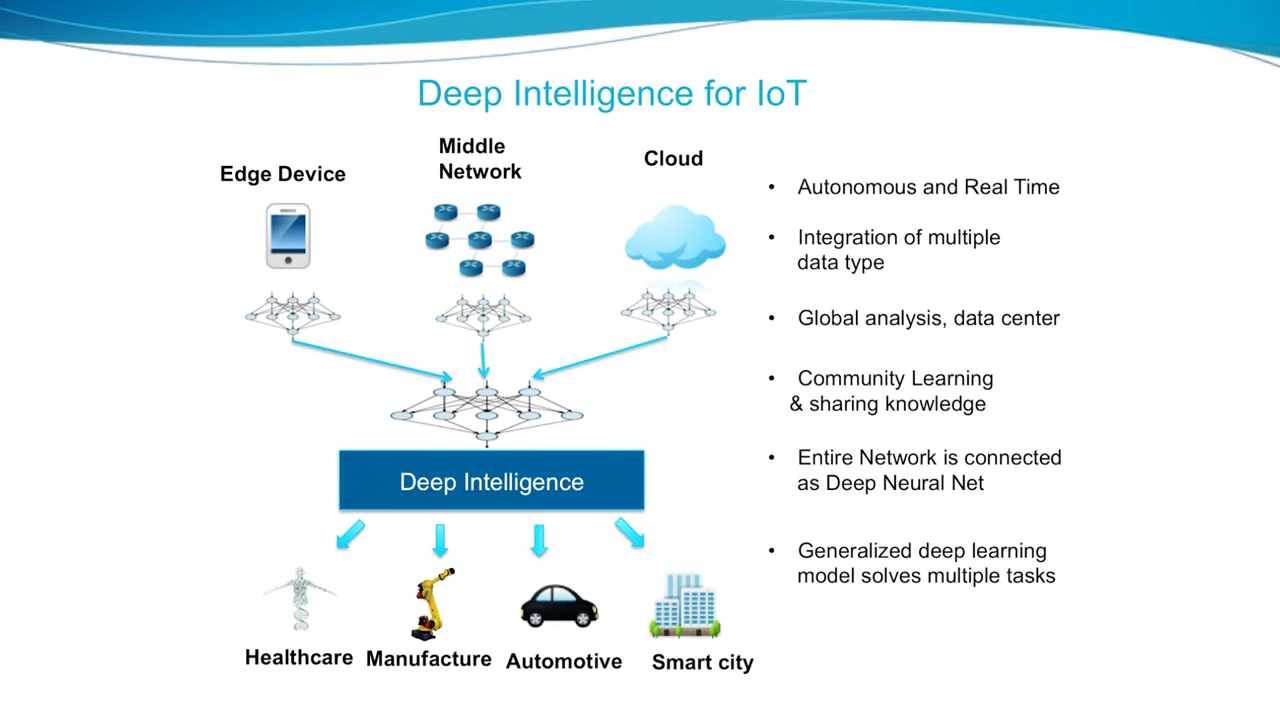 Deep Intelligence for IoT
Edge Device
Middle
Network
Cloud
Deep Intelligence
Healthcare
Manufacture
Automotive
Smart city
• Autonomous and Real Time
• Integration of multiple
data type
• Global analysis, data center
• Community Learning
& sharing knowledge
• Entire Network is connected
as Deep Neural Net
• Generalized deep learning
model solves multiple tasks